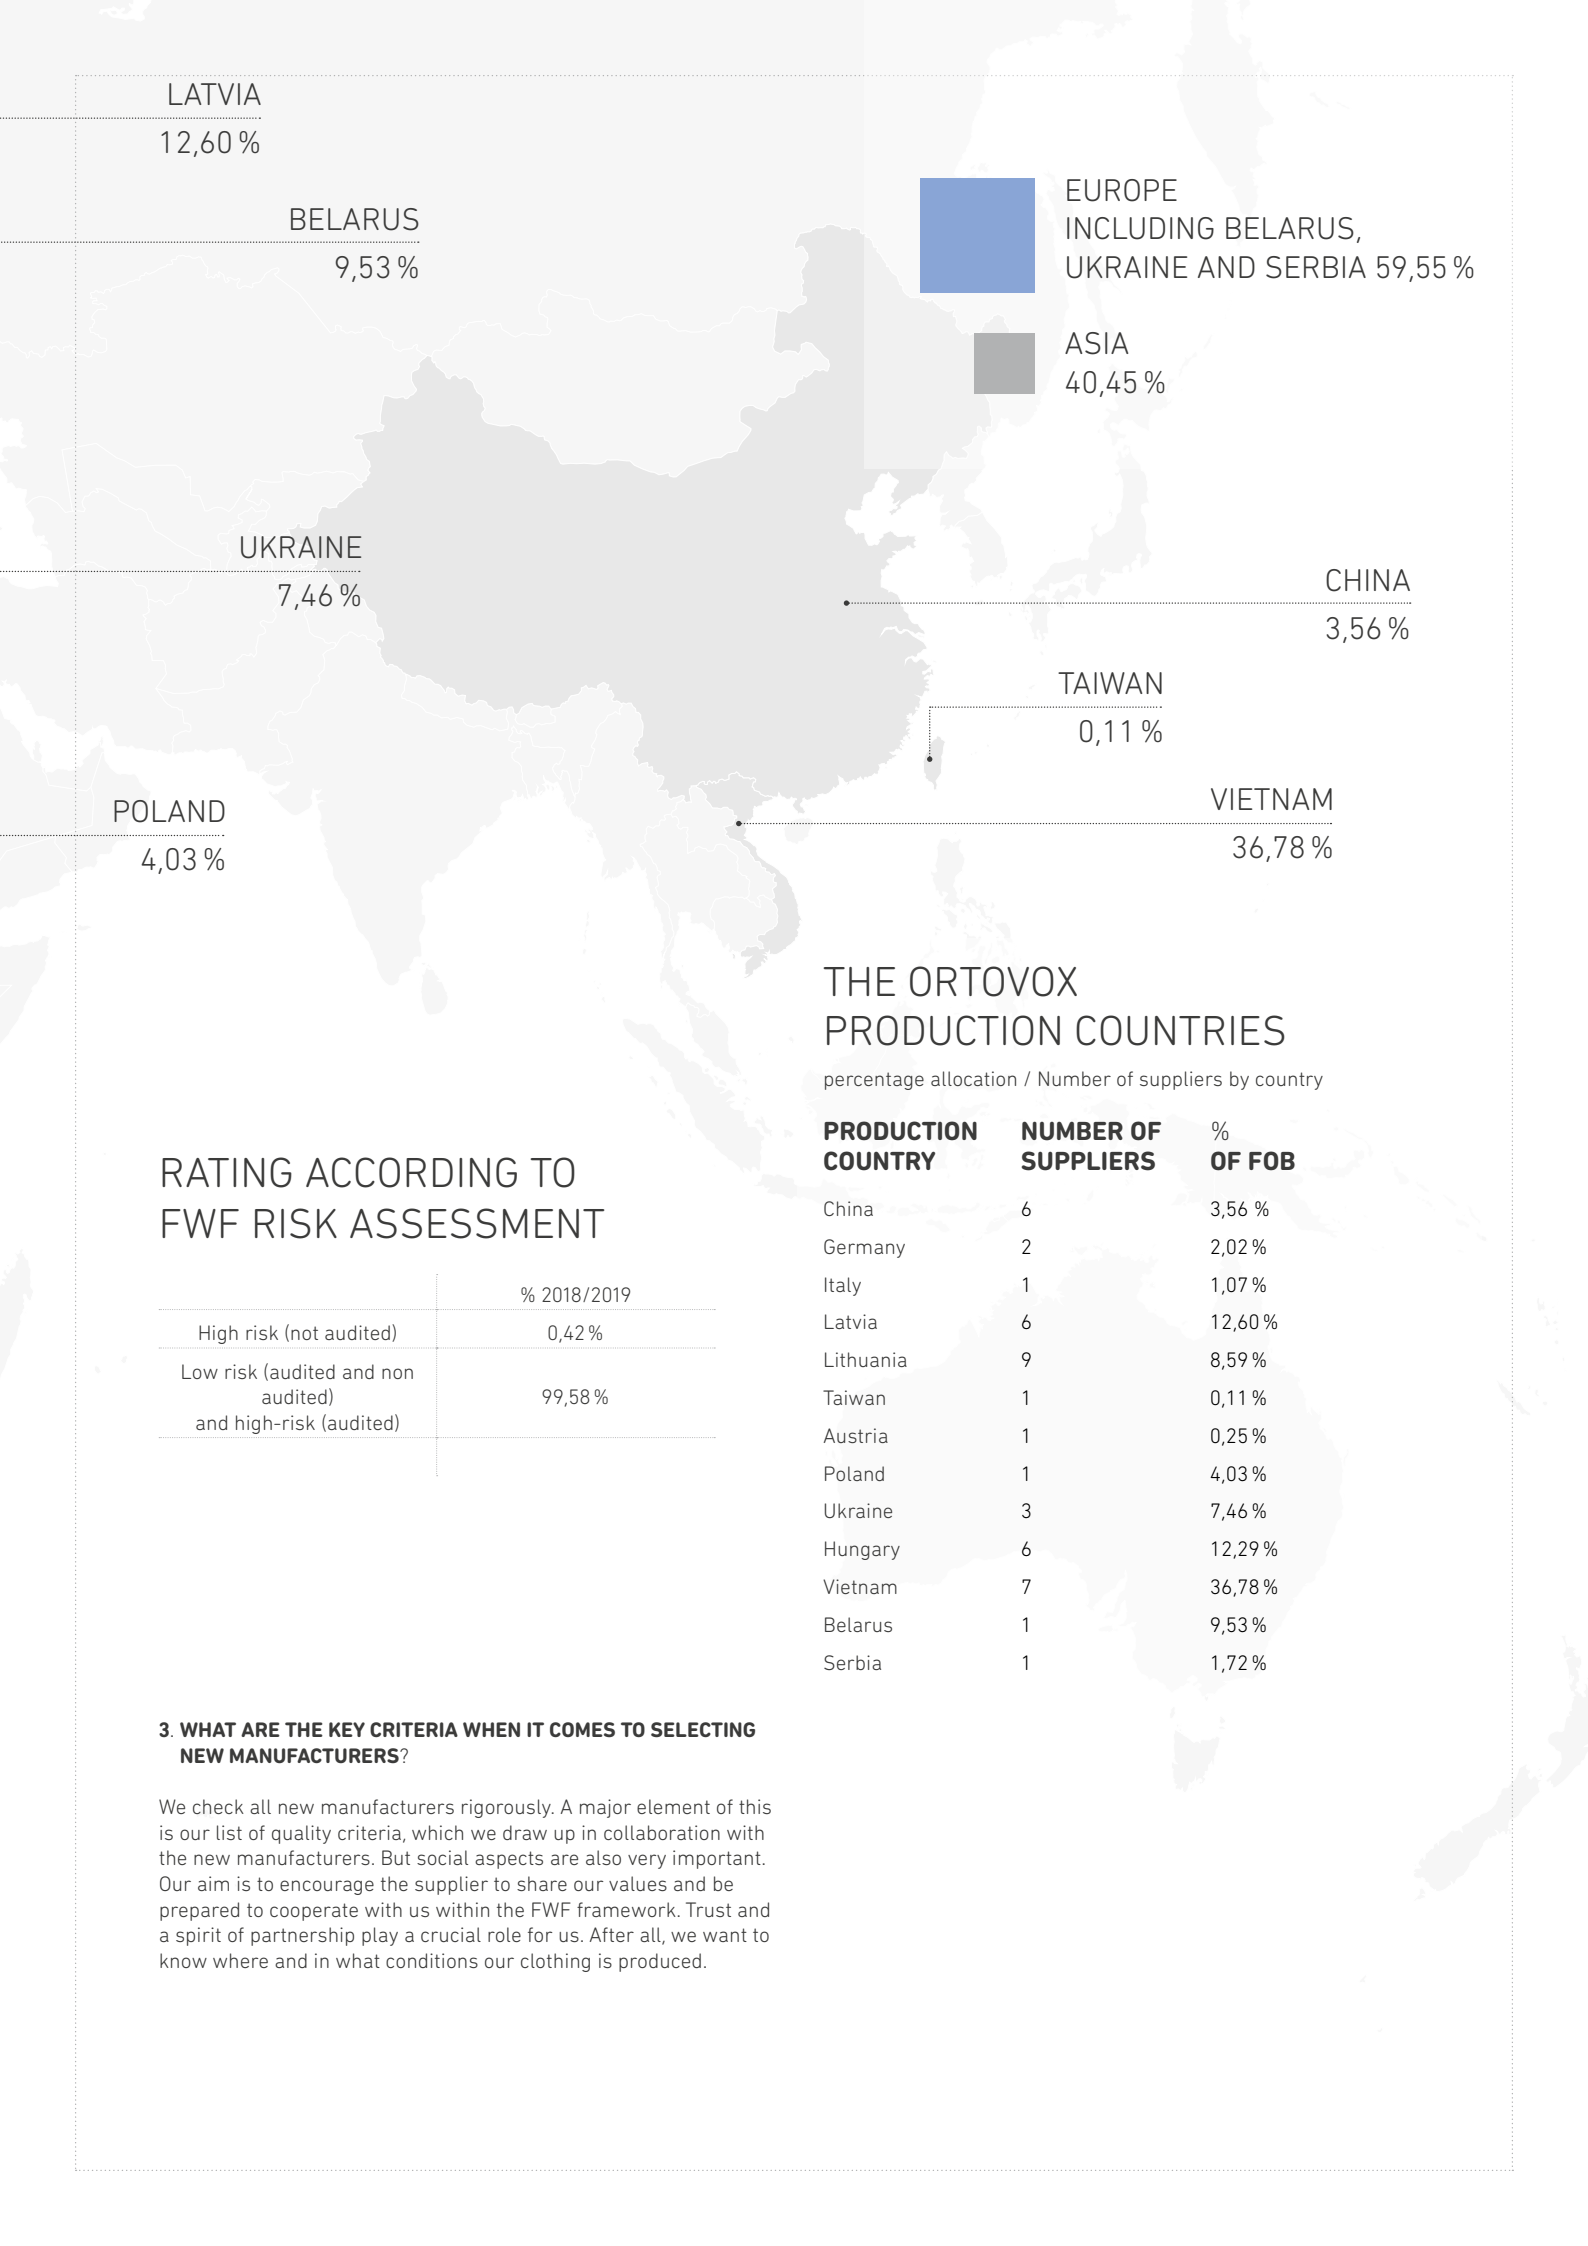 LATVIA
12,60 %
BELARUS
9,53 %
EUROPE
INCLUDING BELARUS,
UKRAINE AND SERBIA 59,55 %
ASIA
40,45 %
UKRAINE
7,46 %
CHINA
3,56 %
TAIWAN
0,11 %
VIETNAM
36,78 %
POLAND
4,03 %
THE ORTOVOX
PRODUCTION COUNTRIES
percentage allocation / Number of suppliers by country
PRODUCTION COUNTRY NUMBER OF SUPPLIERS % OF FOB
China 6 3,56 %
Germany 2 2,02 %
Italy 1 1,07 %
Latvia 6 12,60 %
Lithuania 9 8,59 %
Taiwan 1 0,11 %
Austria 1 0,25 %
Poland 1 4,03 %
Ukraine 3 7,46 %
Hungary 6 12,29 %
Vietnam 7 36,78 %
Belarus 1 9,53 %
Serbia 1 1,72 %
RATING ACCORDING TO
FWF RISK ASSESSMENT
% 2018/2019
High risk (not audited) 0,42 %
Low risk (audited and non
audited)
and high-risk (audited)
99,58 %
3. WHAT ARE THE KEY CRITERIA WHEN IT COMES TO SELECTING
NEW MANUFACTURERS?
We check all new manufacturers rigorously. A major element of this
is our list of quality criteria, which we draw up in collaboration with
the new manufacturers. But social aspects are also very important.
Our aim is to encourage the supplier to share our values and be
prepared to cooperate with us within the FWF framework. Trust and
a spirit of partnership play a crucial role for us. After all, we want to
know where and in what conditions our clothing is produced.